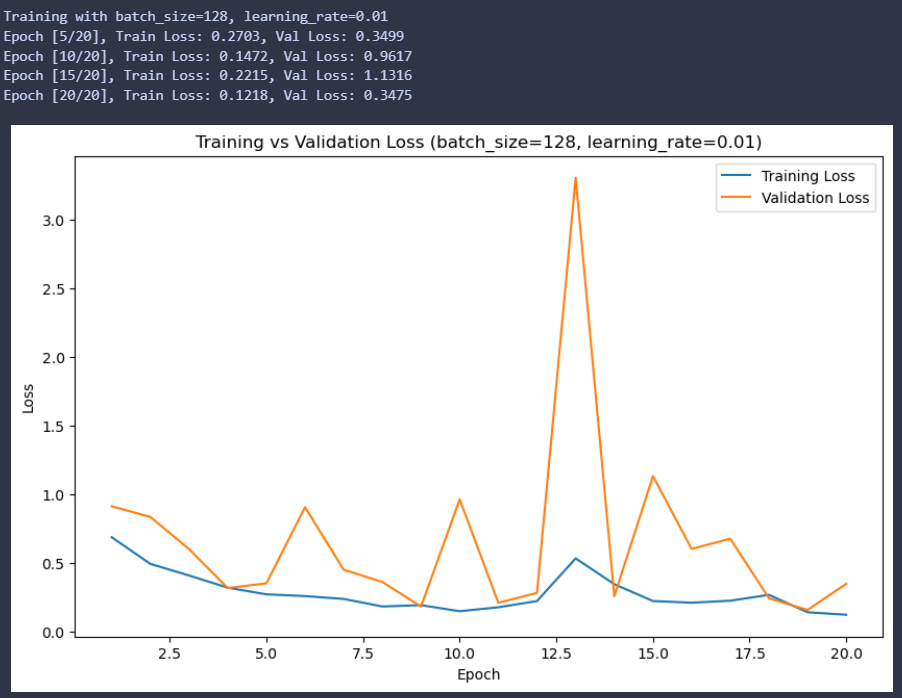 Training with batch_size=128, learning_rate=0.01
Epoch [5/20], Train Loss: 0.2703, Val Loss: 0.3499
Epoch [10/20], Train Loss: 0.1472, Val Loss: 0.9617
Epoch [15/20], Train Loss: 0.2215, Val Loss: 1.1316
Epoch [20/20], Train Loss: 0.1218, Val Loss: 0.3475
Training vs Validation Loss (batch_size=128, learning_rate=0.01)
Training Loss
Validation Loss
3.0
2.5
2.0
1.5
1.0
0.5
0.0
Loss
2.5 5.0 7.5 10.0 12.5 15.0 17.5 20.0
Epoch